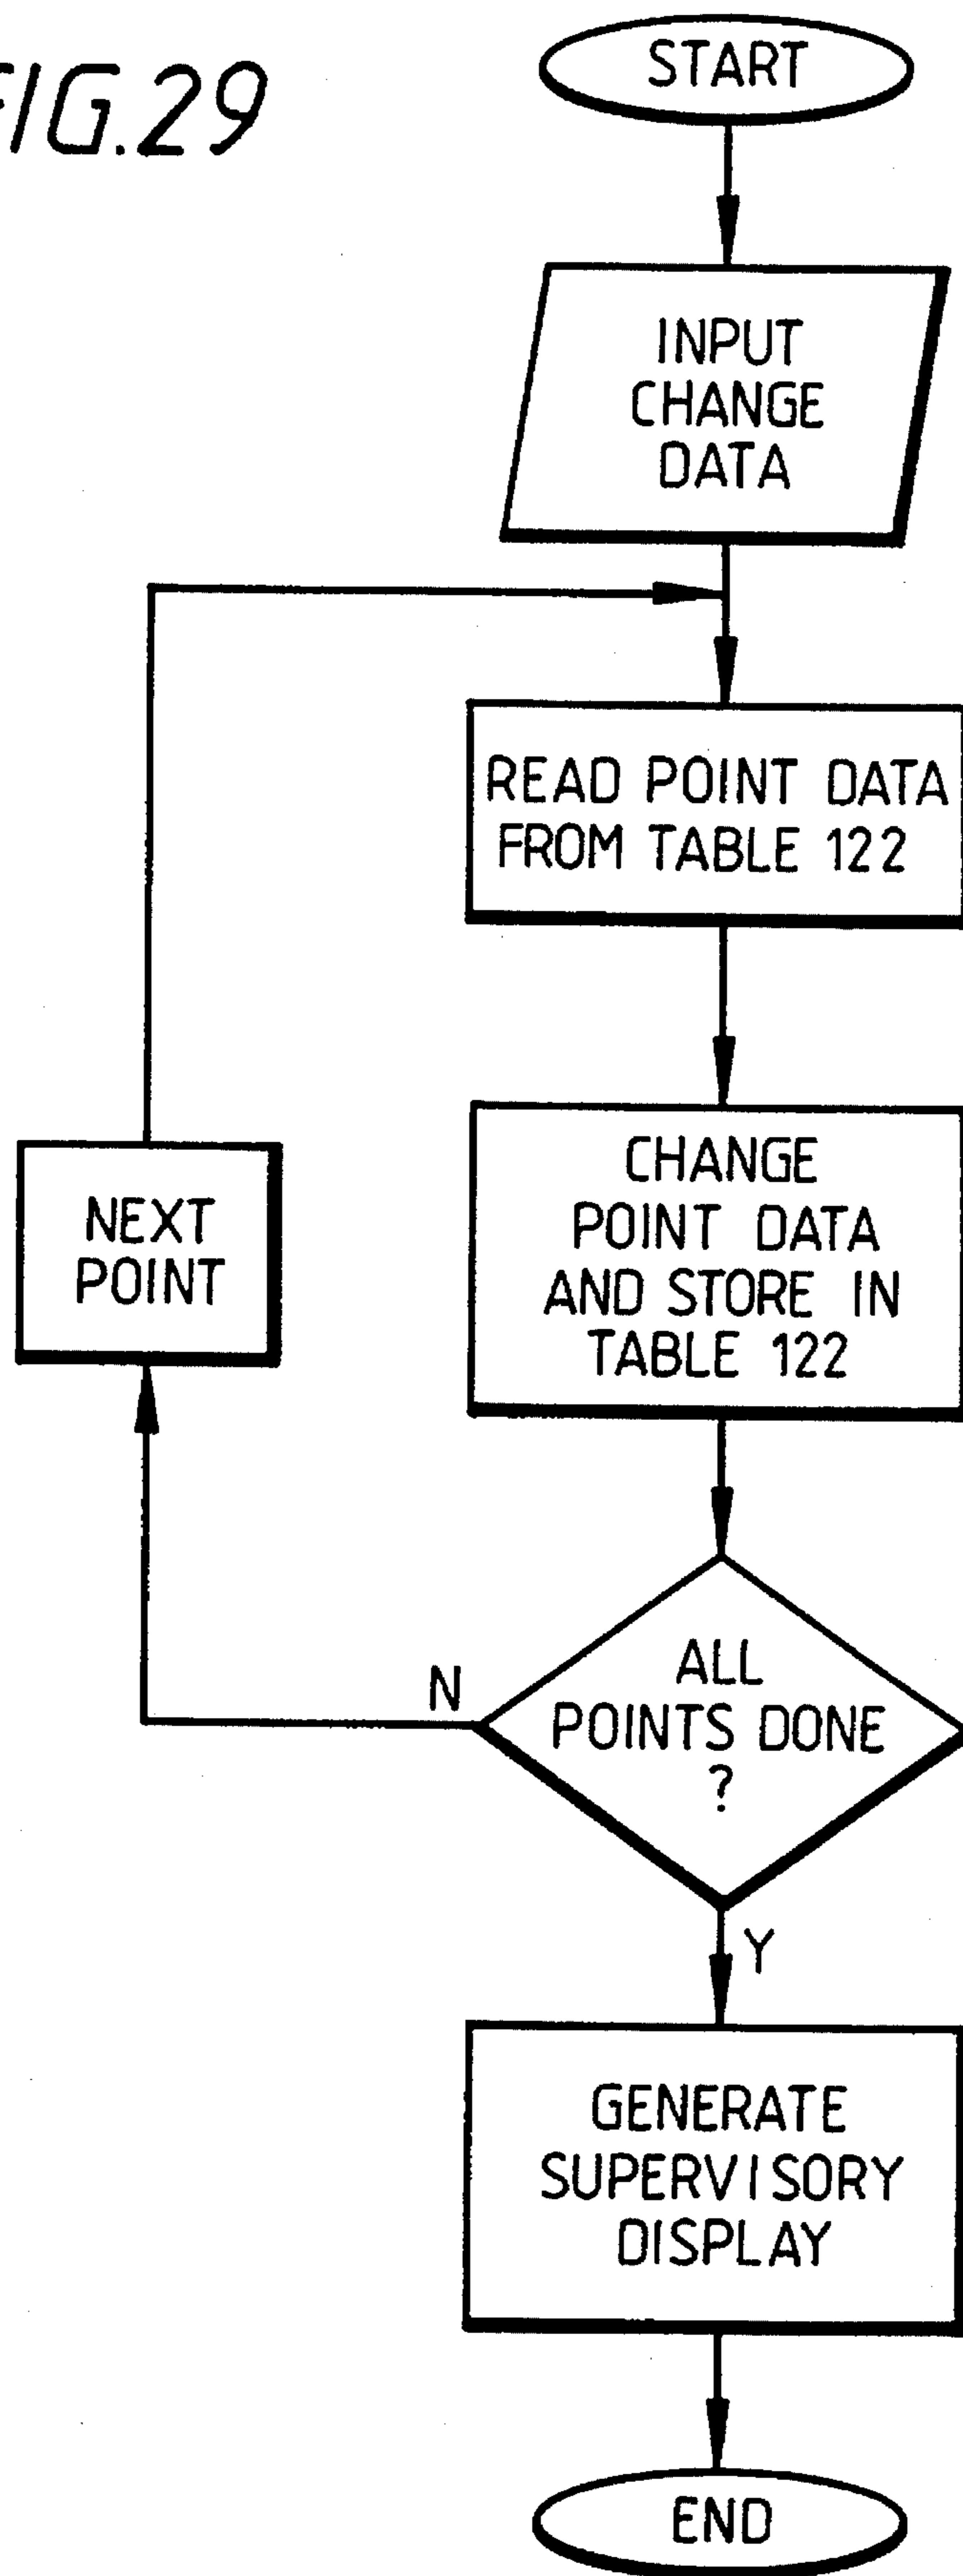 FIG.29
START
INPUT
CHANGE
DATA
READ POINT DATA
FROM TABLE 122
CHANGE
POINT DATA
AND STORE IN
TABLE 122
NEXT
POINT
ALL
POINTS DONE
?
N
Y
GENERATE
SUPERVISORY
DISPLAY
END